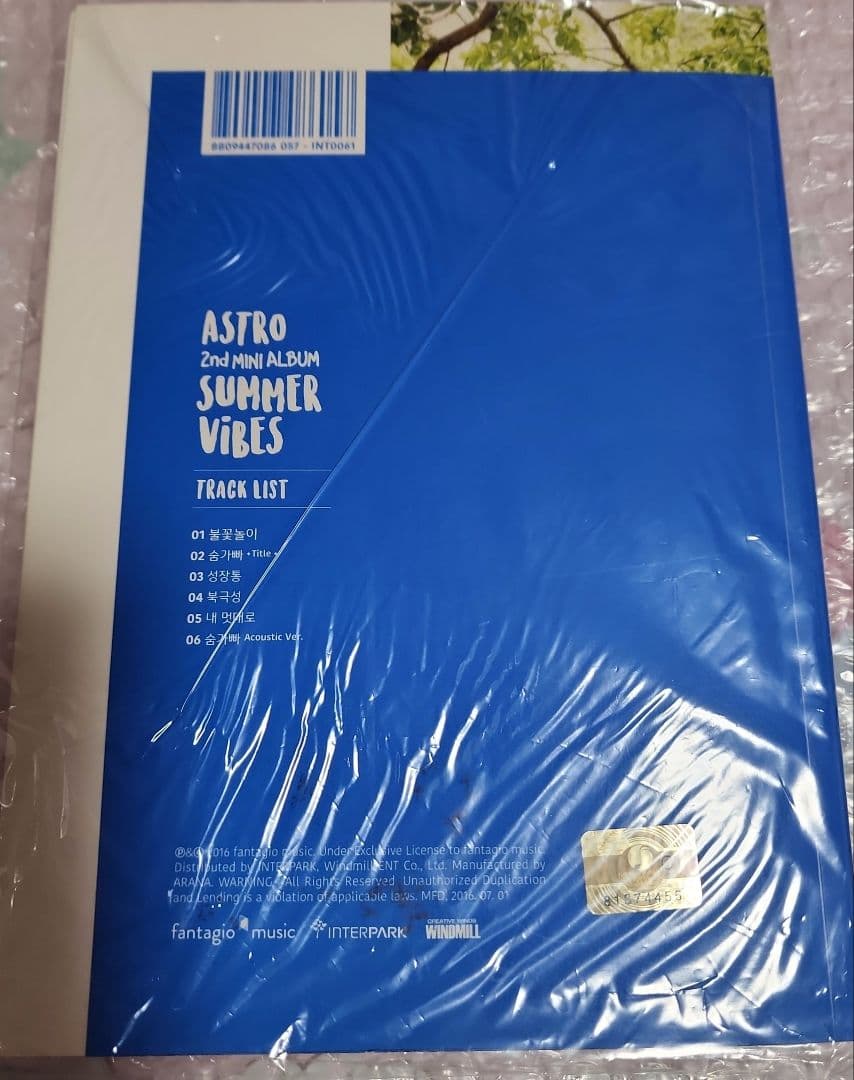 8809447086 057 - INT0061
ASTRO
2nd MINI ALBUM
SUMMER
ViBES
TRACK LIST
01 불꽃놀이
02 숨가빠 •Title •
03 성장통
04 북극성
05 내 멋대로
06 숨가빠 Acoustic Ver.
℗&© 2016 fantagio music. Under Exclusive License to fantagio music.
Distributed by INTERPARK, Windmill ENT Co., Ltd. Manufactured by
ARANA. WARNING: All Rights Reserved. Unauthorized Duplication
and Lending is a violation of applicable laws. MFD. 2016. 07. 01
fantagio music INTERPARK CREATIVE MINDS WINDMILL